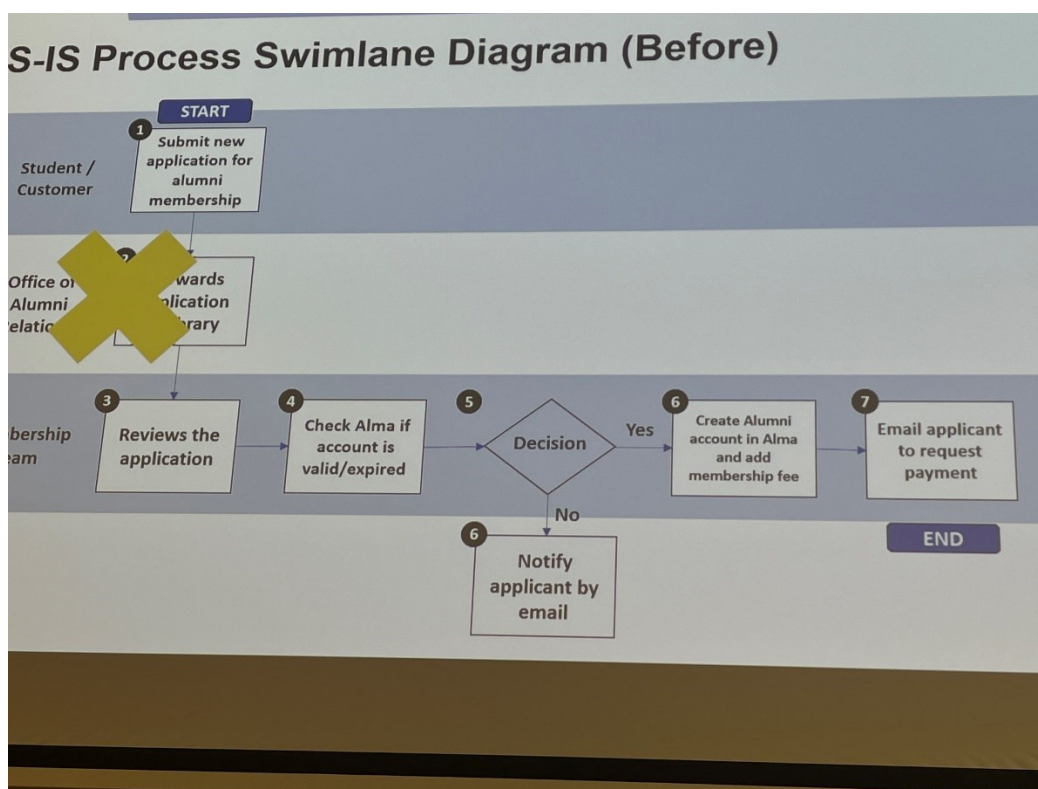 S-IS Process Swimlane Diagram (Before)
START
1
Submit new
application for
alumni
membership
Student /
Customer
2
wards
plication
rary
Office of
Alumni
elatio
3
Reviews the
application
4
Check Alma if
account is
valid/expired
5
Decision
Yes
6
Create Alumni
account in Alma
and add
membership fee
7
Email applicant
to request
payment
bership
eam
No
6
Notify
applicant by
email
END